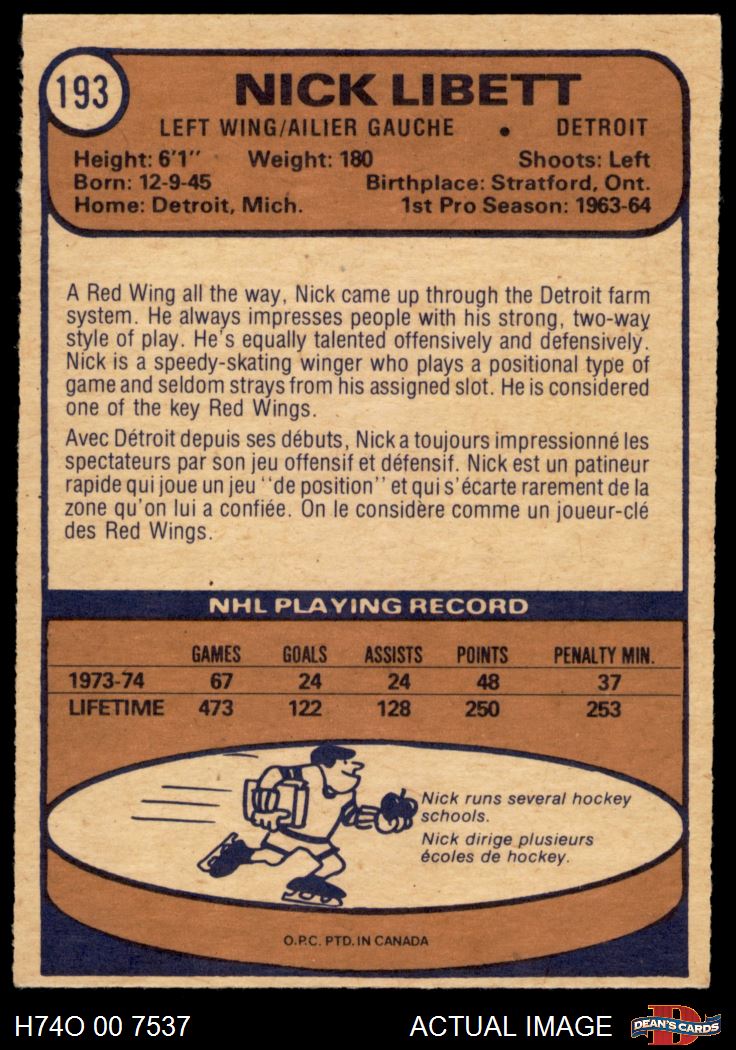 193
NICK LIBETT
LEFT WING/AILIER GAUCHE • DETROIT
Height: 6'1" Weight: 180 Shoots: Left
Born: 12-9-45 Birthplace: Stratford, Ont.
Home: Detroit, Mich. 1st Pro Season: 1963-64
A Red Wing all the way, Nick came up through the Detroit farm
system. He always impresses people with his strong, two-way
style of play. He's equally talented offensively and defensively.
Nick is a speedy-skating winger who plays a positional type of
game and seldom strays from his assigned slot. He is considered
one of the key Red Wings.
Avec Détroit depuis ses débuts, Nick a toujours impressionné les
spectateurs par son jeu offensif et défensif. Nick est un patineur
rapide qui joue un jeu ''de position'' et qui s'écarte rarement de la
zone qu'on lui a confiée. On le considère comme un joueur-clé
des Red Wings.
NHL PLAYING RECORD
GAMES GOALS ASSISTS POINTS PENALTY MIN.
1973-74 67 24 24 48 37
LIFETIME 473 122 128 250 253
Nick runs several hockey
schools.
Nick dirige plusieurs
écoles de hockey.
O.P.C. PTD. IN CANADA
H74O 00 7537 ACTUAL IMAGE DEAN'S CARDS